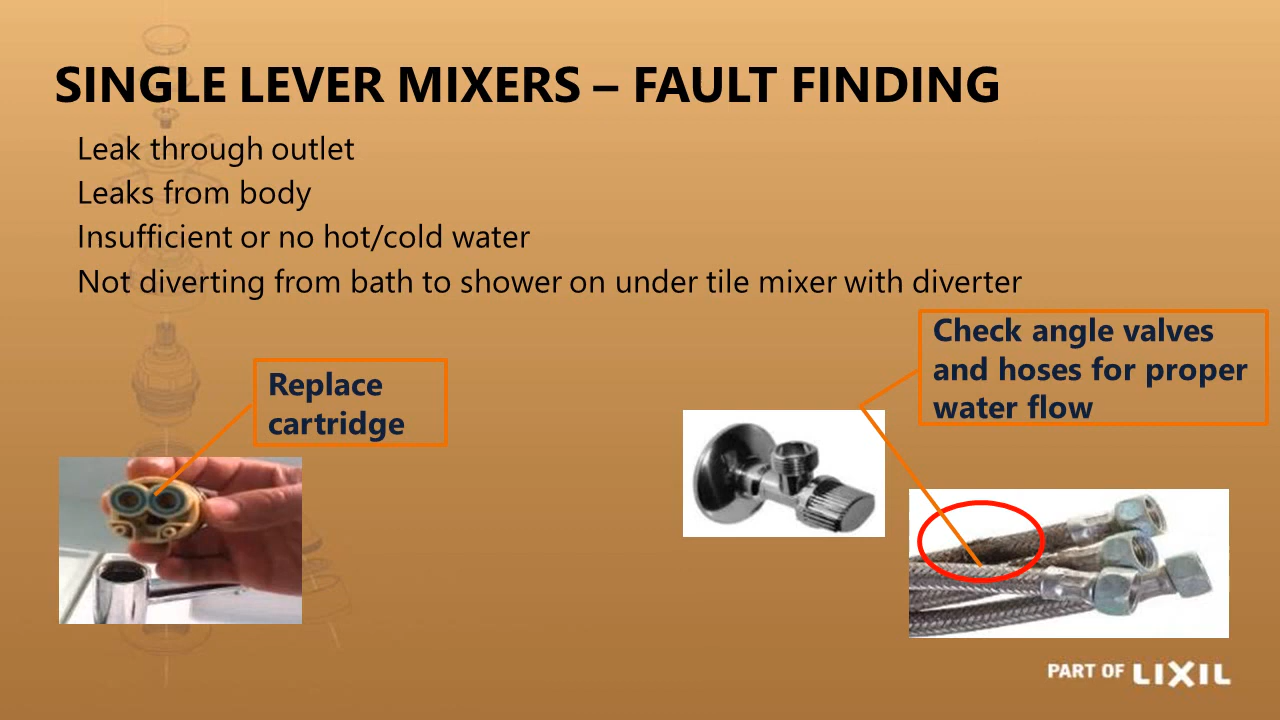 SINGLE LEVER MIXERS – FAULT FINDING
Leak through outlet
Leaks from body
Insufficient or no hot/cold water
Not diverting from bath to shower on under tile mixer with diverter
Check angle valves
and hoses for proper
water flow
Replace
cartridge
PART OF LIXIL